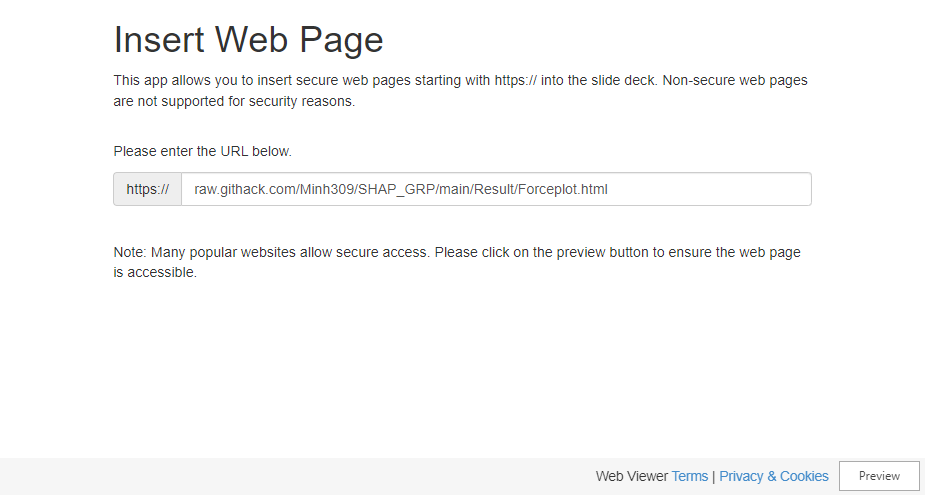 Insert Web Page
This app allows you to insert secure web pages starting with https:// into the slide deck. Non-secure web pages
are not supported for security reasons.
Please enter the URL below.
https:// raw.githack.com/Minh309/SHAP_GRP/main/Result/Forceplot.html
Note: Many popular websites allow secure access. Please click on the preview button to ensure the web page
is accessible.
Web Viewer Terms | Privacy & Cookies Preview